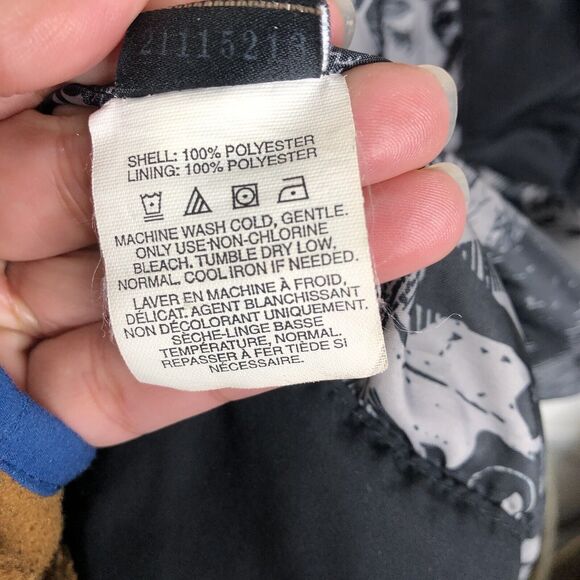 SHELL: 100% POLYESTER
LINING: 100% POLYESTER
MACHINE WASH COLD, GENTLE.
ONLY USE-NON-CHLORINE
BLEACH. TUMBLE DRY LOW,
NORMAL. COOL IRON IF NEEDED.
LAVER EN MACHINE À FROID,
DÉLICAT. AGENT BLANCHISSANT
NON DÉCOLORANT UNIQUEMENT.
SÈCHE-LINGE BASSE
TEMPÉRATURE, NORMAL.
REPASSER À FER TIÈDE SI
NÉCESSAIRE.